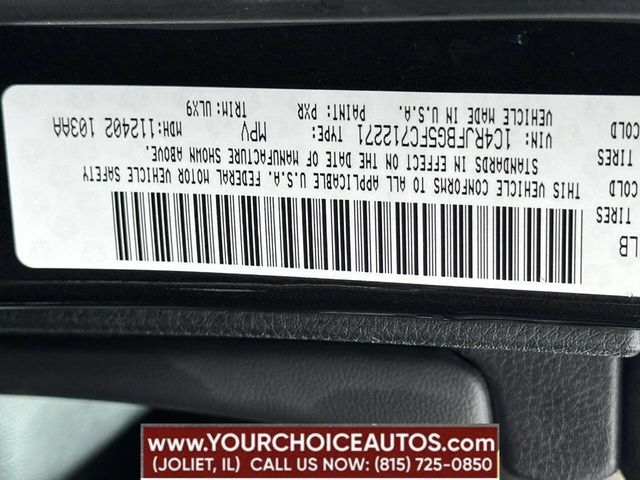 LB
TIRES
COLD
TIRES
COLD
THIS VEHICLE CONFORMS TO ALL APPLICABLE U.S.A. FEDERAL MOTOR VEHICLE SAFETY
STANDARDS IN EFFECT ON THE DATE OF MANUFACTURE SHOWN ABOVE.
VIN: 1C4RJFBG5FC712271 TYPE: MPV MDH: 112402 103AA
VEHICLE MADE IN U.S.A. PAINT: PXR TRIM: ULX9
WWW.YOURCHOICEAUTOS.COM
(JOLIET, IL) CALL US NOW: (815) 725-0850